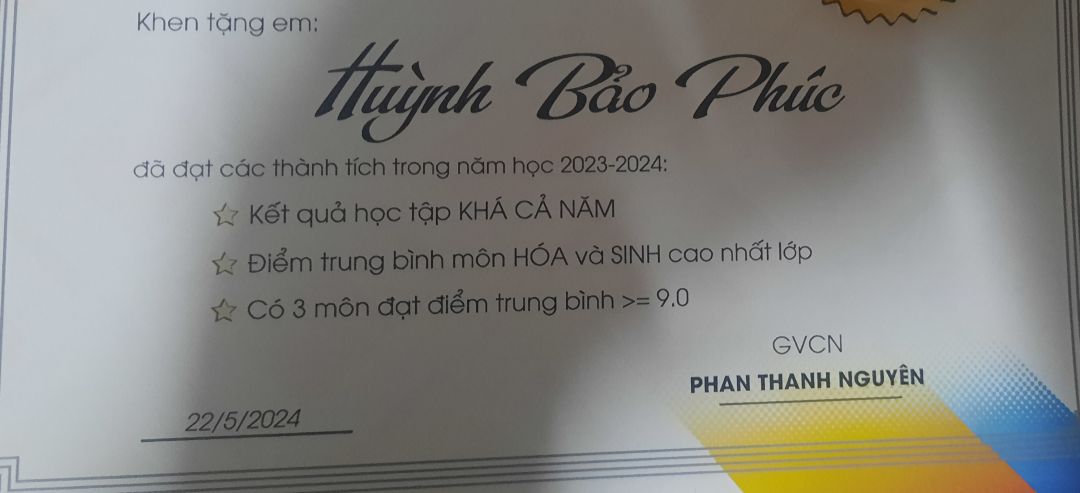 Khen tặng em:
Huỳnh Bảo Phúc
đã đạt các thành tích trong năm học 2023-2024:
Kết quả học tập KHÁ CẢ NĂM
Điểm trung bình môn HÓA và SINH cao nhất lớp
Có 3 môn đạt điểm trung bình >= 9.0
GVCN
PHAN THANH NGUYÊN
22/5/2024